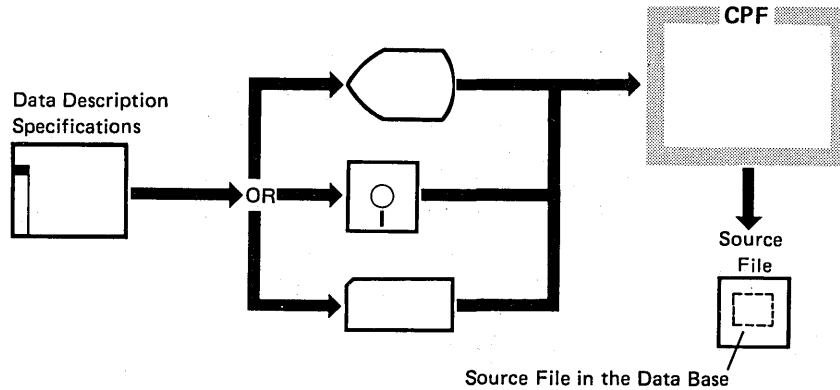 CPF
Data Description
Specifications
OR
Source
File
Source File in the Data Base